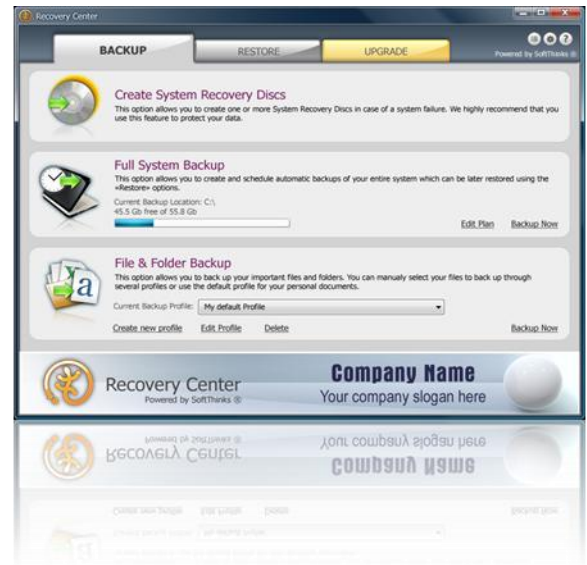 Recovery Center
BACKUP
RESTORE
UPGRADE
Powered by SoftThinks ®
Create System Recovery Discs
This option allows you to create one or more System Recovery Discs in case of a system failure. We highly recommend that you
use this feature to protect your data.
Full System Backup
This option allows you to create and schedule automatic backups of your entire system which can be later restored using the
«Restore» options.
Current Backup Location: C:\
45.5 Gb free of 55.8 Gb
Edit Plan
Backup Now
File & Folder Backup
This option allows you to back up your important files and folders. You can manualy select your files to back up through
several profiles or use the default profile for your personal documents.
Current Backup Profile:
My default Profile
Create new profile
Edit Profile
Delete
Backup Now
Recovery Center
Powered by SoftThinks ®
Company Name
Your company slogan here